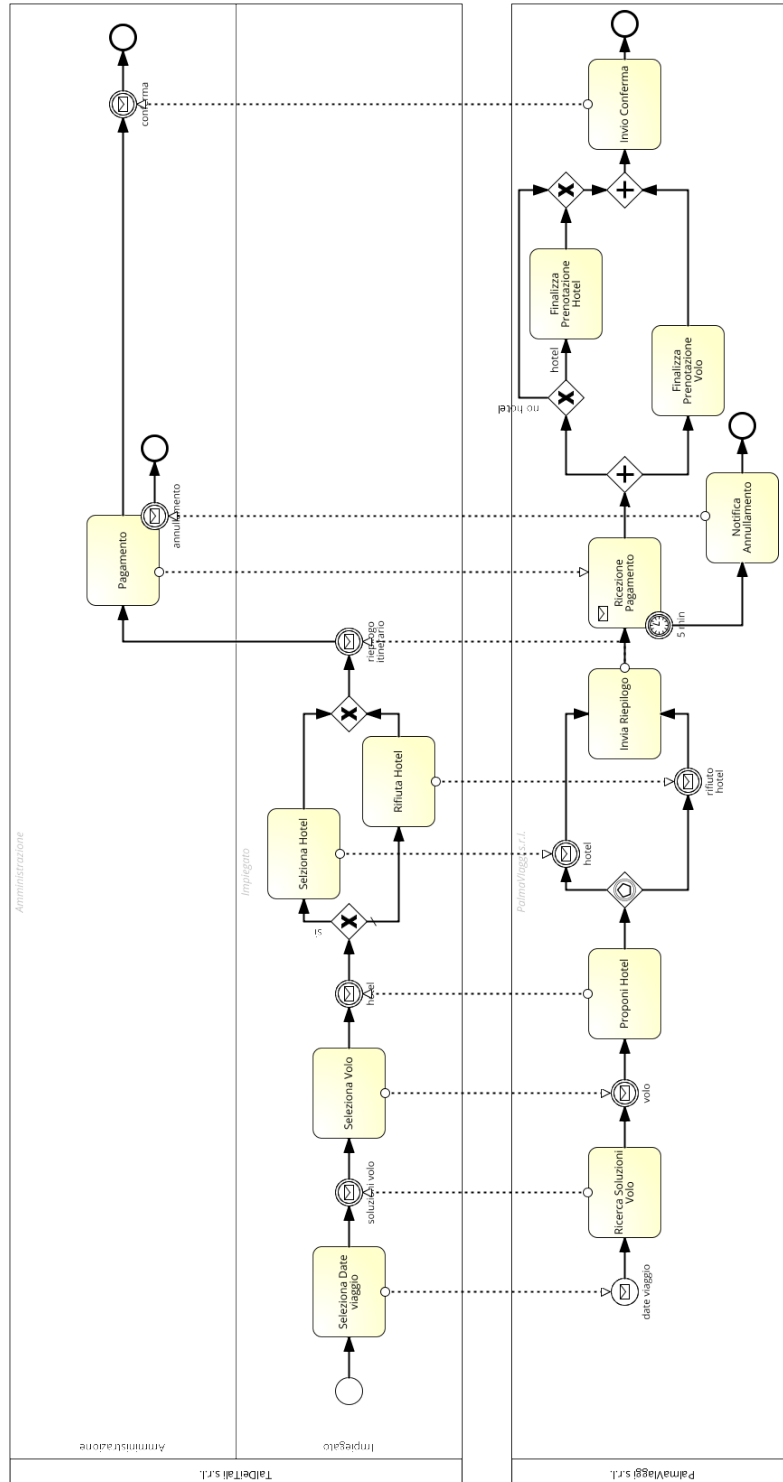 TalDeiTali s.r.l.
Amministrazione
Amministrazione
Pagamento
annullamento
conferma
Impiegato
Impiegato
Seleziona Date
viaggio
soluzioni volo
Seleziona Volo
hotel
si
Selziona Hotel
Rifiuta Hotel
riepilogo
itinerario
PalmaViaggi s.r.l.
PalmaViaggi s.r.l.
date viaggio
Ricerca Soluzioni
Volo
volo
Proponi Hotel
hotel
rifiuto
hotel
Invia Riepilogo
Ricezione
Pagamento
5 min
Notifica
Annullamento
no hotel
hotel
Finalizza
Prenotazione
Hotel
Finalizza
Prenotazione
Volo
Invio Conferma